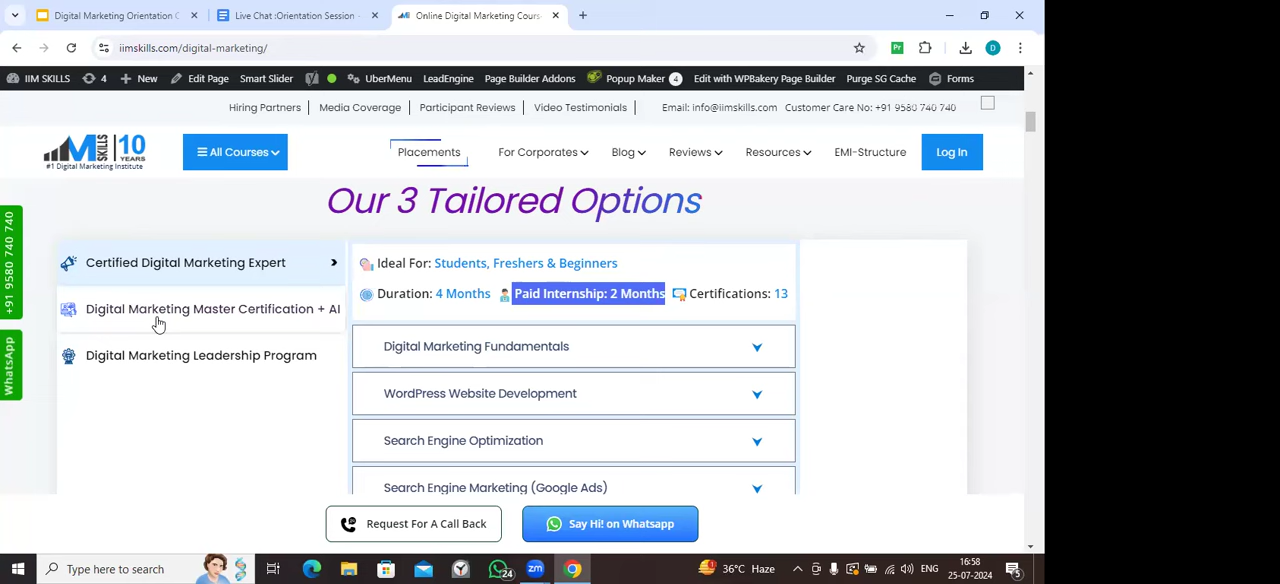 Digital Marketing Orientation C
Live Chat :Orientation Session -
Online Digital Marketing Cours
iimskills.com/digital-marketing/
Pr
D
IIM SKILLS
4
New
Edit Page
Smart Slider
UberMenu
LeadEngine
Page Builder Addons
Popup Maker 4
Edit with WPBakery Page Builder
Purge SG Cache
Forms
Hiring Partners
Media Coverage
Participant Reviews
Video Testimonials
Email: info@iimskills.com
Customer Care No: +91 9580 740 740
IIM SKILLS 10 YEARS
#1 Digital Marketing Institute
All Courses
Placements
For Corporates
Blog
Reviews
Resources
EMI-Structure
Log In
Our 3 Tailored Options
+91 9580 740 740
WhatsApp
Certified Digital Marketing Expert
Digital Marketing Master Certification + AI
Digital Marketing Leadership Program
Ideal For: Students, Freshers & Beginners
Duration: 4 Months Paid Internship: 2 Months Certifications: 13
Digital Marketing Fundamentals
WordPress Website Development
Search Engine Optimization
Search Engine Marketing (Google Ads)
Request For A Call Back
Say Hi! on Whatsapp
Type here to search
zm
24
36°C Haze
ENG
16:58
25-07-2024
5